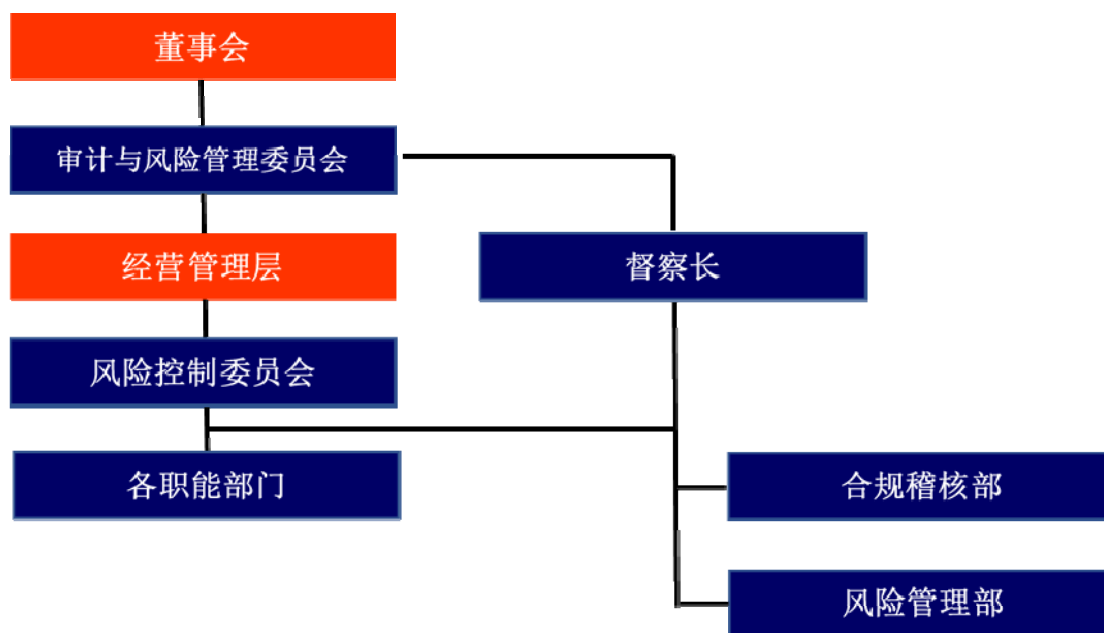 董事会
审计与风险管理委员会
经营管理层
督察长
风险控制委员会
各职能部门
合规稽核部
风险管理部